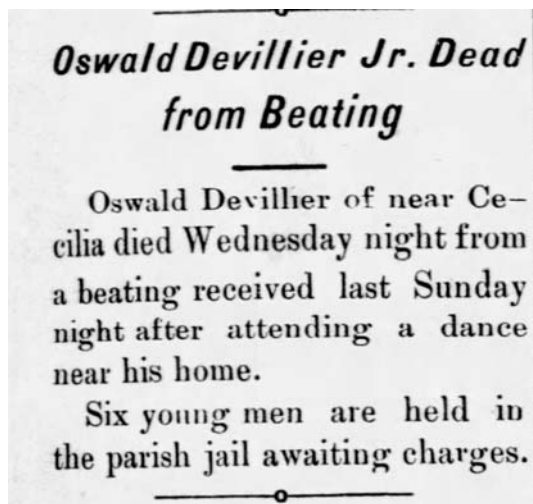 Oswald Devillier Jr. Dead
from Beating
Oswald Devillier of near Ce-
cilia died Wednesday night from
a beating received last Sunday
night after attending a dance
near his home.
Six young men are held in
the parish jail awaiting charges.